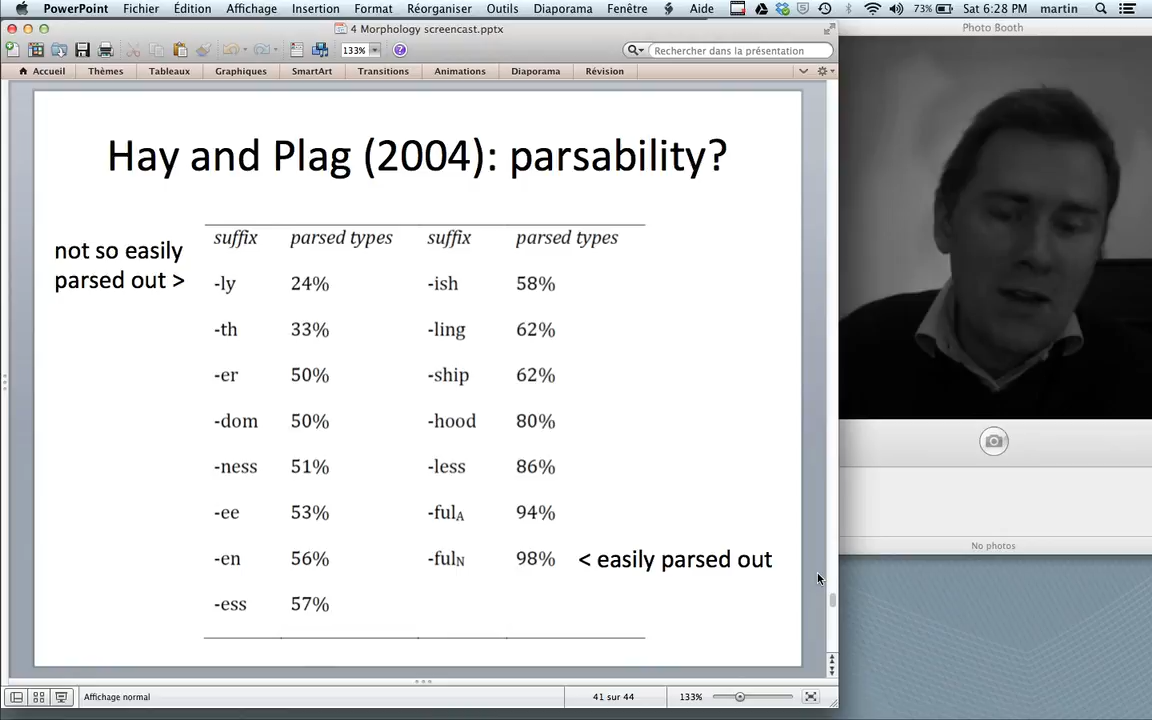 PowerPoint Fichier Édition Affichage Insertion Format Réorganiser Outils Diaporama Fenêtre Aide 73% Sat 6:28 PM martin
4 Morphology screencast.pptx
Photo Booth
133% Rechercher dans la présentation
Accueil Thèmes Tableaux Graphiques SmartArt Transitions Animations Diaporama Révision
Hay and Plag (2004): parsability?
not so easily
parsed out >
suffix parsed types suffix parsed types
-ly 24% -ish 58%
-th 33% -ling 62%
-er 50% -ship 62%
-dom 50% -hood 80%
-ness 51% -less 86%
-ee 53% -fulA 94%
-en 56% -fulN 98% < easily parsed out
-ess 57%
No photos
Affichage normal 41 sur 44 133%